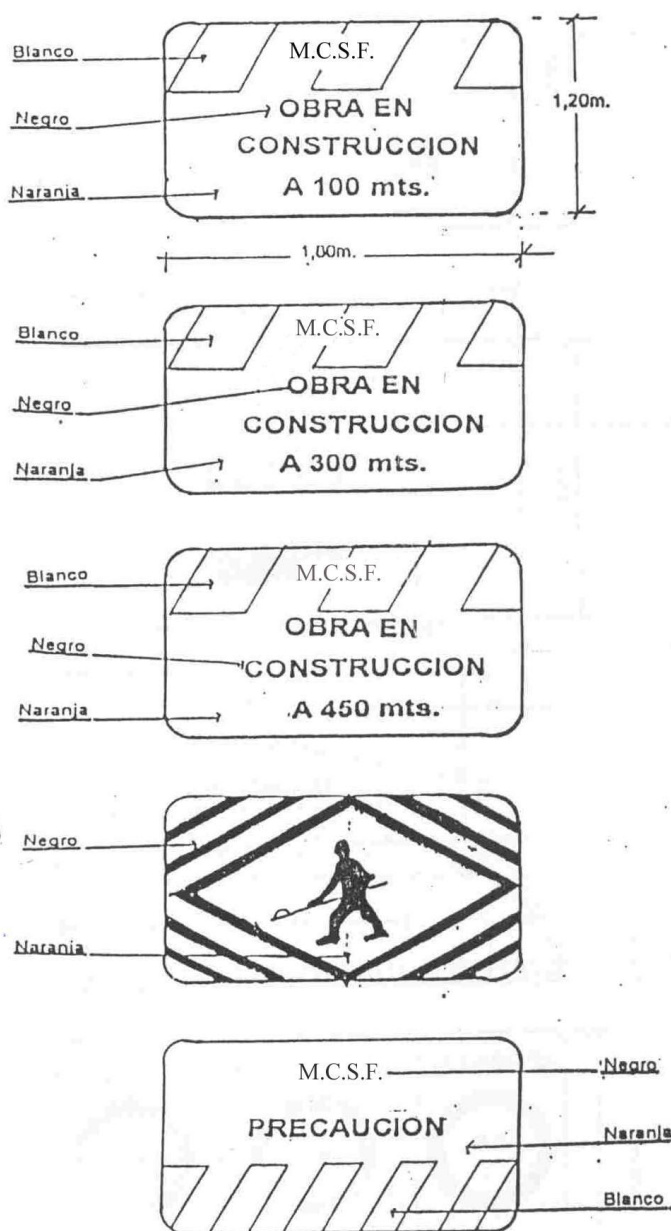 Blanco
M.C.S.F.
Negro
OBRA EN
CONSTRUCCION
Naranja
A 100 mts.
1,20m.
1,80m.
Blanco
M.C.S.F.
Negro
OBRA EN
CONSTRUCCION
Naranja
A 300 mts.
Blanco
M.C.S.F.
OBRA EN
Negro
CONSTRUCCION
Naranja
A 450 mts.
Negro
Naranja
M.C.S.F.
Negro
PRECAUCION
Naranja
Blanco